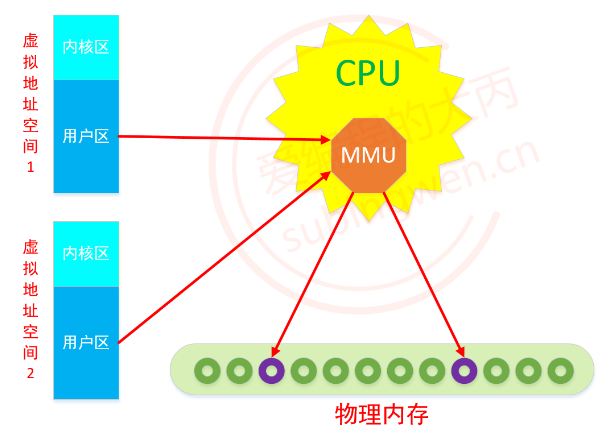 虚拟地址空间1
内核区
用户区
CPU
MMU
爱编程的大丙
subingwen.cn
虚拟地址空间2
内核区
用户区
物理内存